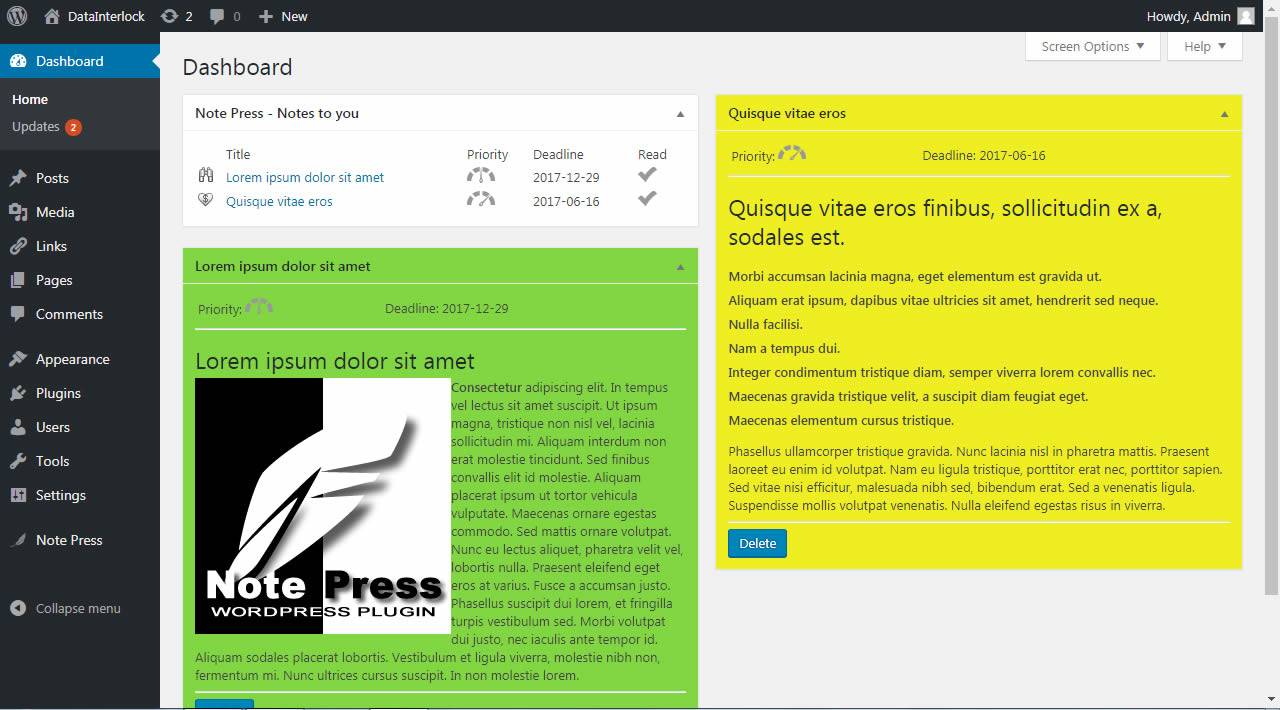 DataInterlock 2 0 New Howdy, Admin
Dashboard
Home
Updates 2
Posts
Media
Links
Pages
Comments
Appearance
Plugins
Users
Tools
Settings
Note Press
Collapse menu
Screen Options Help
Dashboard
Note Press - Notes to you
Title Priority Deadline Read
Lorem ipsum dolor sit amet 2017-12-29
Quisque vitae eros 2017-06-16
Lorem ipsum dolor sit amet
Priority: Deadline: 2017-12-29
Lorem ipsum dolor sit amet
Note Press
WORDPRESS PLUGIN
Consectetur adipiscing elit. In tempus
vel lectus sit amet suscipit. Ut ipsum
magna, tristique non nisl vel, lacinia
sollicitudin mi. Aliquam interdum non
erat molestie tincidunt. Sed finibus
convallis elit id molestie. Aliquam
placerat ipsum ut tortor vehicula
vulputate. Maecenas ornare egestas
commodo. Sed mattis ornare volutpat.
Nunc eu lectus aliquet, pharetra velit vel,
lobortis nulla. Praesent eleifend eget
eros at varius. Fusce a accumsan justo.
Phasellus suscipit dui lorem, et fringilla
turpis vestibulum sed. Morbi volutpat
dui justo, nec iaculis ante tempor id.
Aliquam sodales placerat lobortis. Vestibulum et ligula viverra, molestie nibh non,
fermentum mi. Nunc ultrices cursus suscipit. In non molestie lorem.
Quisque vitae eros
Priority: Deadline: 2017-06-16
Quisque vitae eros finibus, sollicitudin ex a,
sodales est.
Morbi accumsan lacinia magna, eget elementum est gravida ut.
Aliquam erat ipsum, dapibus vitae ultricies sit amet, hendrerit sed neque.
Nulla facilisi.
Nam a tempus dui.
Integer condimentum tristique diam, semper viverra lorem convallis nec.
Maecenas gravida tristique velit, a suscipit diam feugiat eget.
Maecenas elementum cursus tristique.
Phasellus ullamcorper tristique gravida. Nunc lacinia nisl in pharetra mattis. Praesent
laoreet eu enim id volutpat. Nam eu ligula tristique, porttitor erat nec, porttitor sapien.
Sed vitae nisi efficitur, malesuada nibh sed, bibendum erat. Sed a venenatis ligula.
Suspendisse mollis volutpat venenatis. Nulla eleifend egestas risus in viverra.
Delete